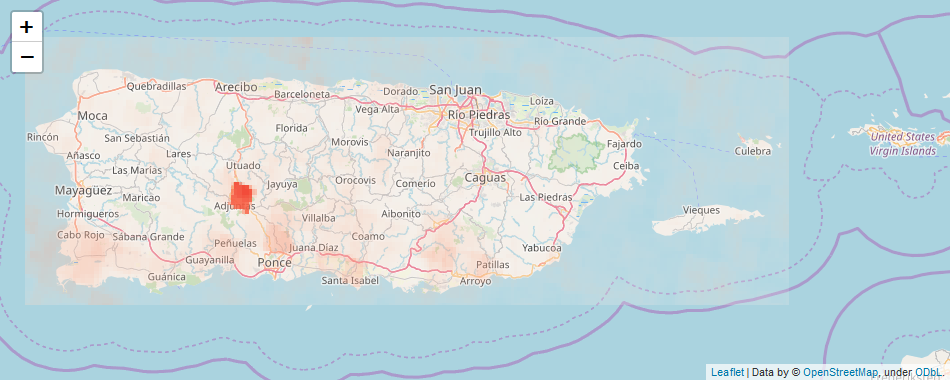 +
−
Quebradillas
Arecibo
Barceloneta
Dorado
San Juan
Loíza
Moca
Vega Alta
Río Piedras
Río Grande
Rincón
San Sebastián
Florida
Morovis
Trujillo Alto
Fajardo
United States
Virgin Islands
Añasco
Lares
Naranjito
Culebra
Las Marías
Utuado
Ceiba
Mayagüez
Maricao
Jayuya
Orocovis
Comerío
Caguas
Las Piedras
Hormigueros
Adjuntas
Villalba
Aibonito
Vieques
Cabo Rojo
Sábana Grande
Peñuelas
Juana Díaz
Coamo
Yabucoa
Guayanilla
Ponce
Patillas
Guánica
Santa Isabel
Arroyo
Leaflet | Data by © OpenStreetMap, under ODbL.